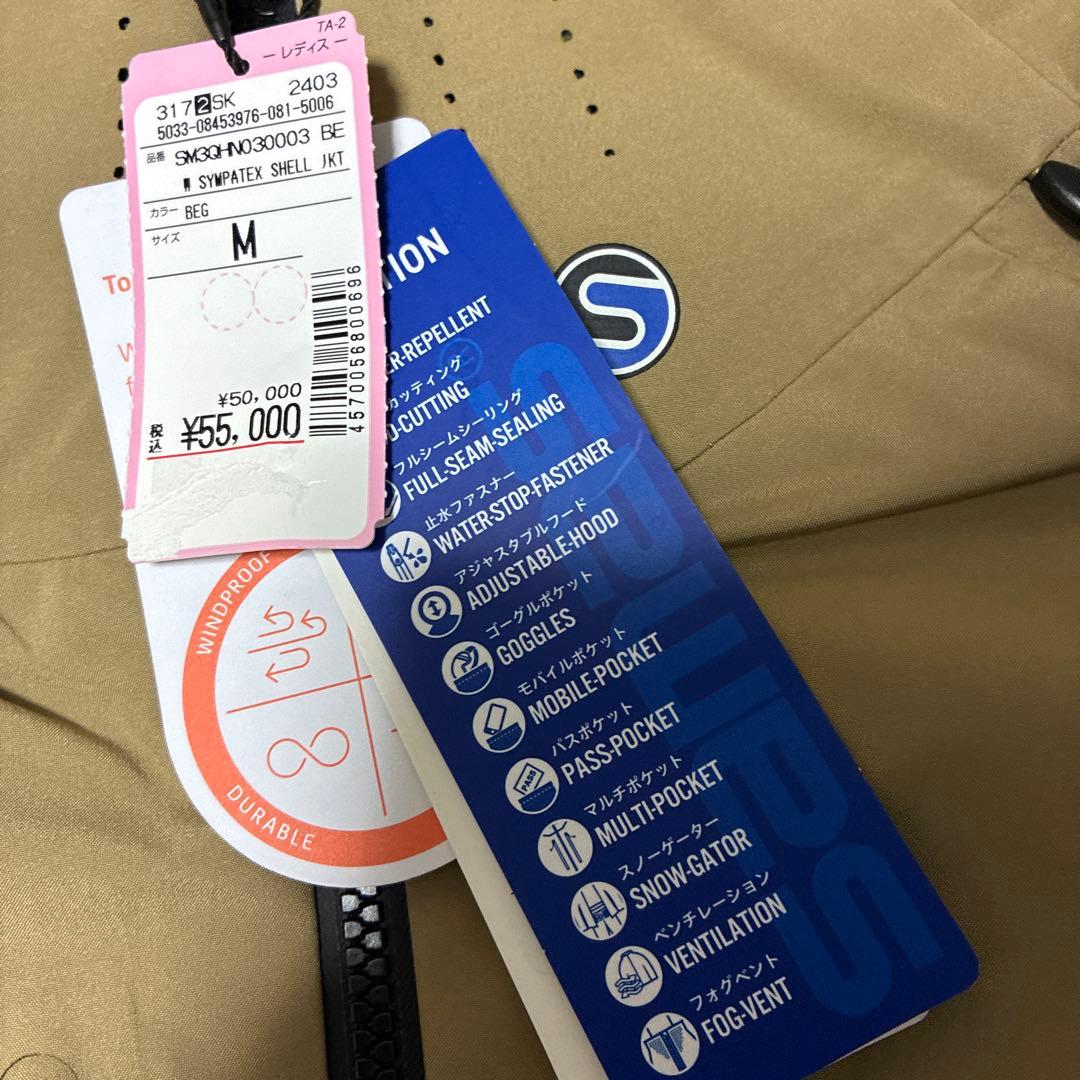 TA-2
— レディス —
3172SK 2403
5033-08453976-081-5006
品番 SM3QHN030003 BE
W SYMPATEX SHELL JKT
カラー BEG
サイズ M
¥50,000
税込 ¥55,000
4570056800696
To
W
f
WINDPROOF
DURABLE
TION
ER-REPELLENT
カッティング
O-CUTTING
フルシームシーリング
FULL-SEAM-SEALING
止水ファスナー
WATER-STOP-FASTENER
アジャスタブルフード
ADJUSTABLE-HOOD
ゴーグルポケット
GOGGLES
モバイルポケット
MOBILE-POCKET
パスポケット
PASS-POCKET
PASS
マルチポケット
MULTI-POCKET
スノーゲーター
SNOW-GATOR
ベンチレーション
VENTILATION
フォグベント
FOG-VENT
S